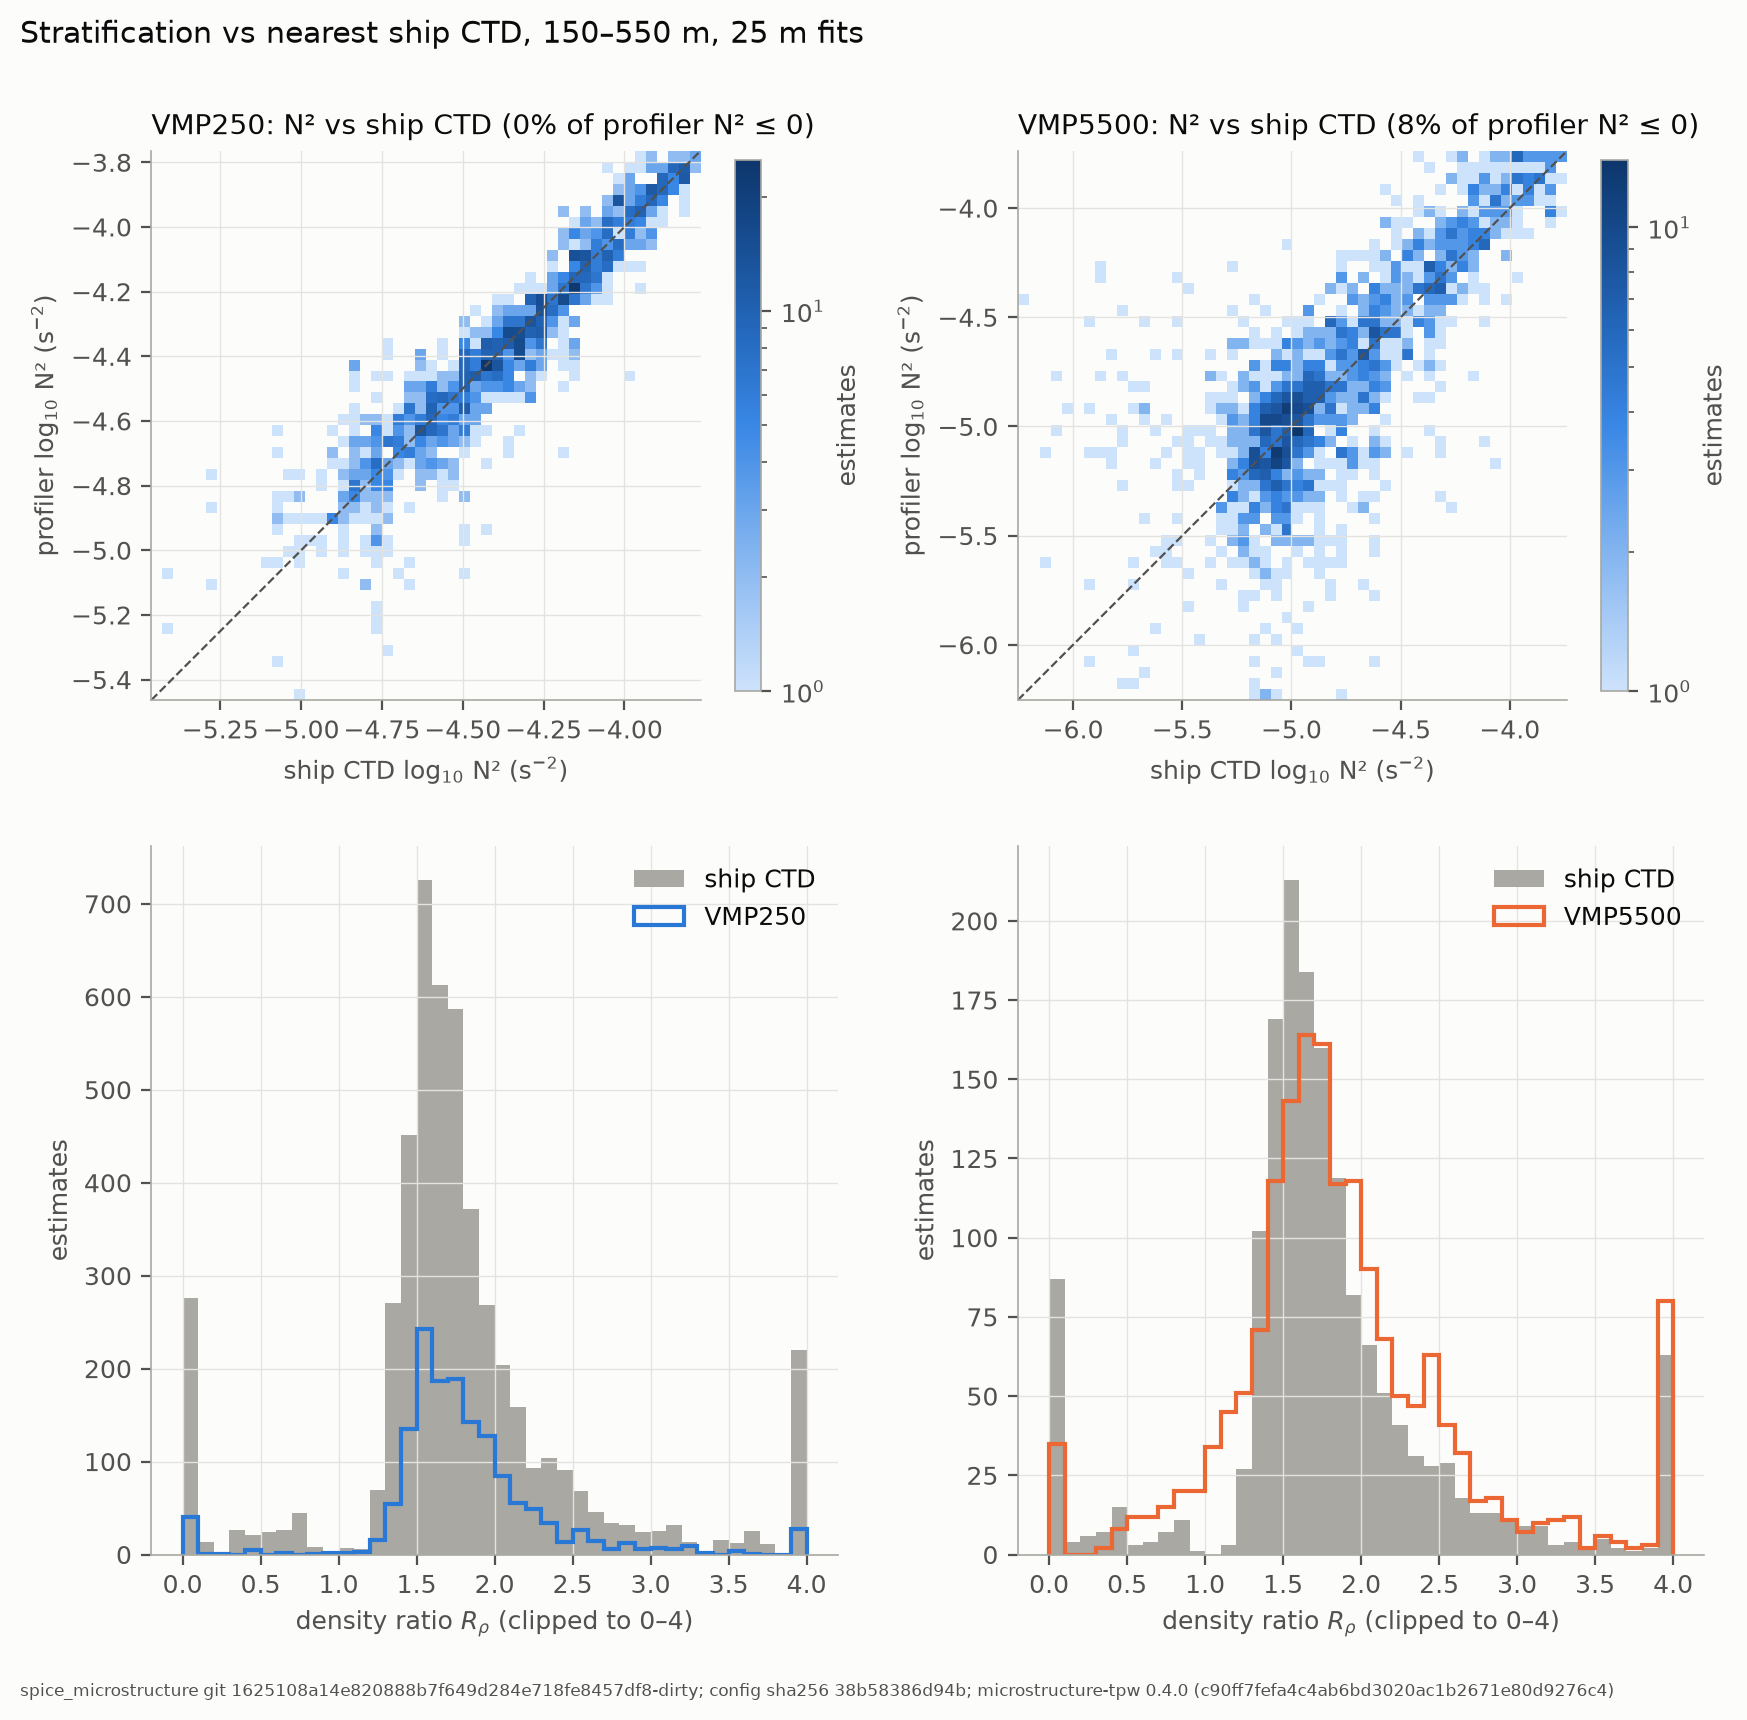 Stratification vs nearest ship CTD, 150–550 m, 25 m fits
VMP250: N² vs ship CTD (0% of profiler N² ≤ 0)
−3.8
−4.0
−4.2
−4.4
−4.6
−4.8
−5.0
−5.2
−5.4
profiler log₁₀ N² (s⁻²)
−5.25 −5.00 −4.75 −4.50 −4.25 −4.00
ship CTD log₁₀ N² (s⁻²)
10¹
10⁰
estimates
VMP5500: N² vs ship CTD (8% of profiler N² ≤ 0)
−4.0
−4.5
−5.0
−5.5
−6.0
profiler log₁₀ N² (s⁻²)
−6.0 −5.5 −5.0 −4.5 −4.0
ship CTD log₁₀ N² (s⁻²)
10¹
10⁰
estimates
ship CTD
VMP250
700
600
500
400
300
200
100
0
estimates
0.0 0.5 1.0 1.5 2.0 2.5 3.0 3.5 4.0
density ratio Rᵨ (clipped to 0–4)
ship CTD
VMP5500
200
175
150
125
100
75
50
25
0
estimates
0.0 0.5 1.0 1.5 2.0 2.5 3.0 3.5 4.0
density ratio Rᵨ (clipped to 0–4)
spice_microstructure git 1625108a14e820888b7f649d284e718fe8457df8-dirty; config sha256 38b58386d94b; microstructure-tpw 0.4.0 (c90ff7fefa4c4ab6bd3020ac1b2671e80d9276c4)